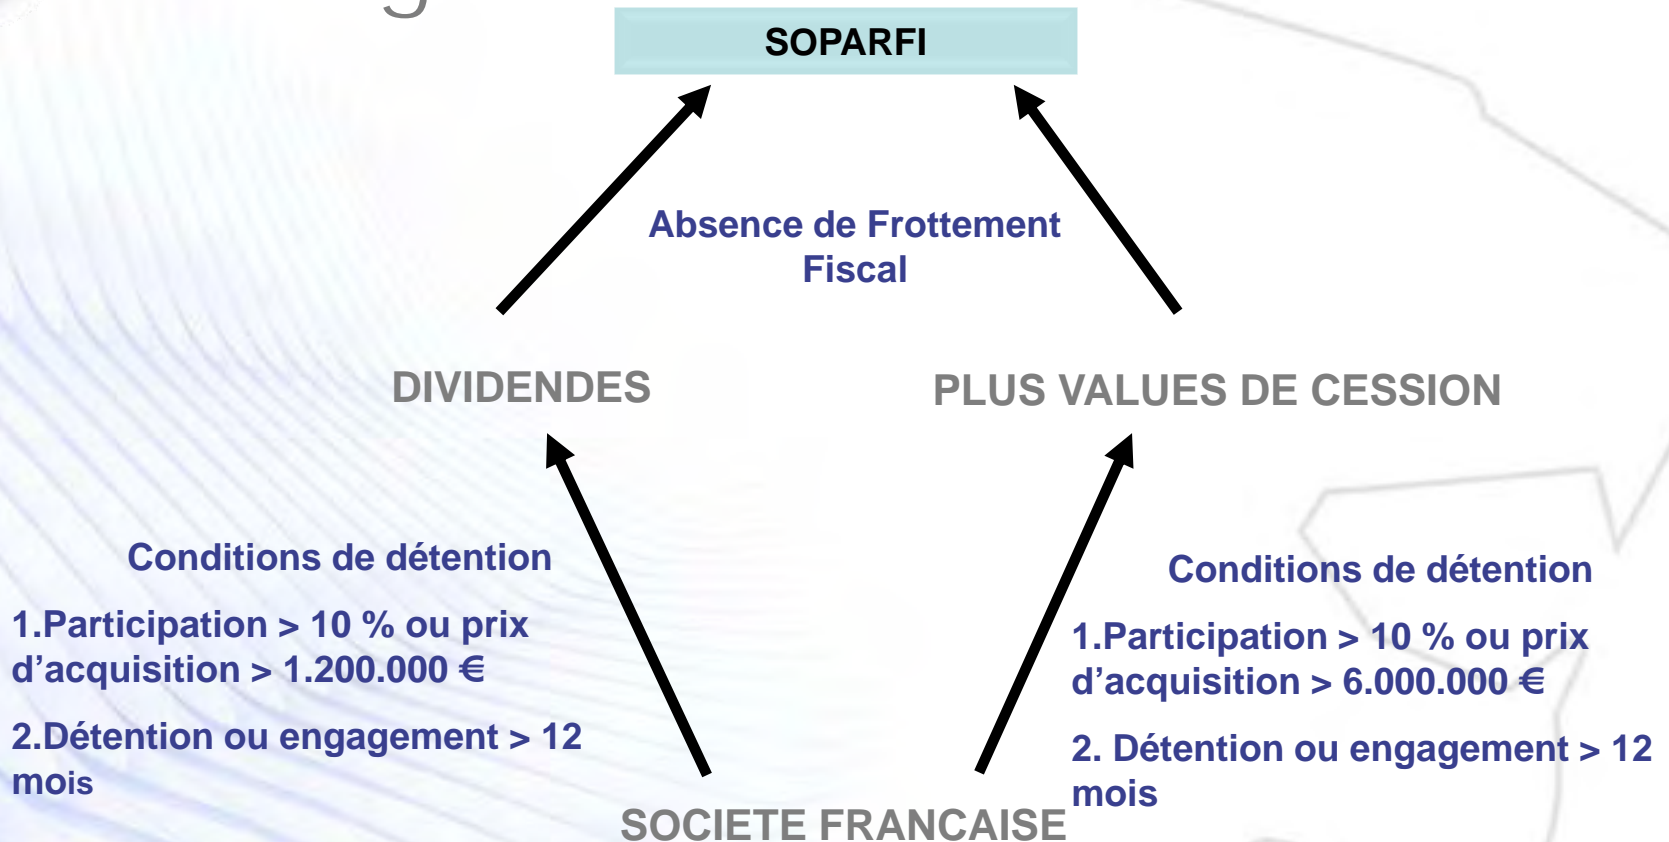 SOPARFI
Absence de Frottement
Fiscal
DIVIDENDES
PLUS VALUES DE CESSION
Conditions de détention
1.Participation > 10 % ou prix
d’acquisition > 1.200.000 €
2.Détention ou engagement > 12
mois
Conditions de détention
1.Participation > 10 % ou prix
d’acquisition > 6.000.000 €
2. Détention ou engagement > 12
mois
SOCIETE FRANCAISE